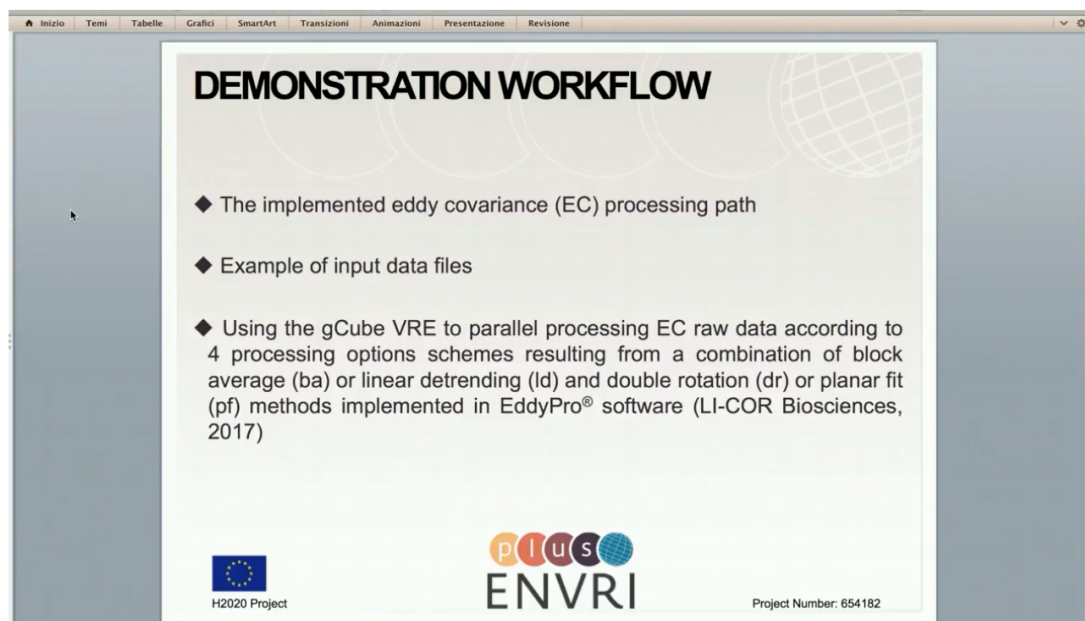 Inizio Temi Tabelle Grafici SmartArt Transizioni Animazioni Presentazione Revisione
DEMONSTRATION WORKFLOW
◆ The implemented eddy covariance (EC) processing path
◆ Example of input data files
◆ Using the gCube VRE to parallel processing EC raw data according to
4 processing options schemes resulting from a combination of block
average (ba) or linear detrending (ld) and double rotation (dr) or planar fit
(pf) methods implemented in EddyPro® software (LI-COR Biosciences,
2017)
plus
ENVRI
H2020 Project
Project Number: 654182